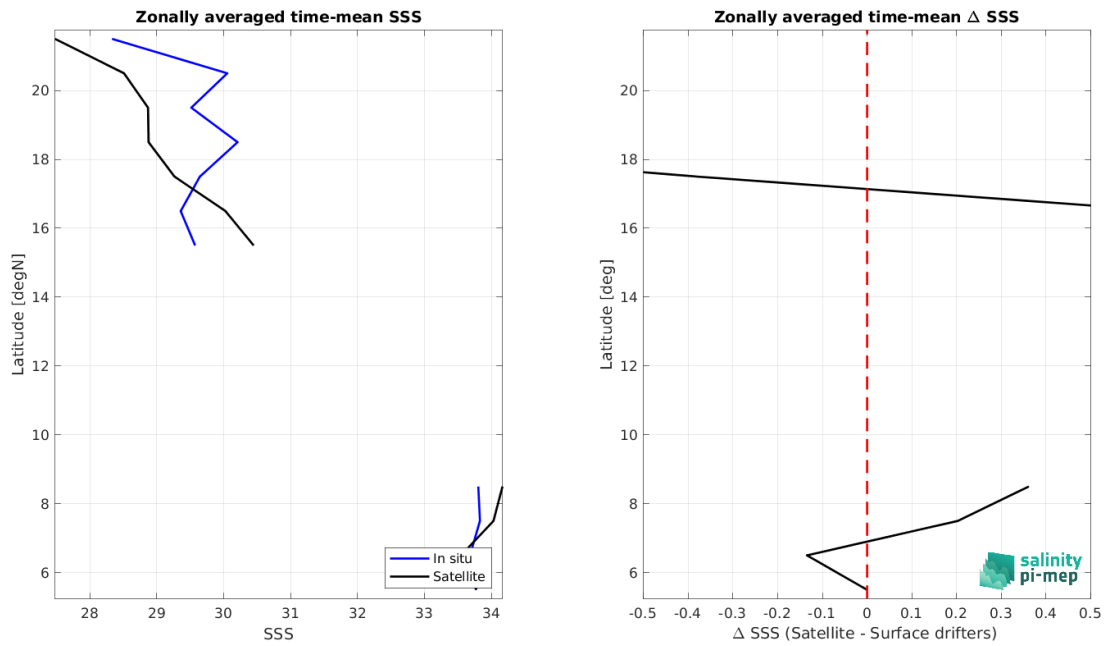 Zonally averaged time-mean SSS
20
18
16
14
12
10
8
6
Latitude [degN]
28 29 30 31 32 33 34
SSS
In situ
Satellite
Zonally averaged time-mean Δ SSS
20
18
16
14
12
10
8
6
Latitude [deg]
-0.5 -0.4 -0.3 -0.2 -0.1 0 0.1 0.2 0.3 0.4 0.5
Δ SSS (Satellite - Surface drifters)
salinity
pi-mep